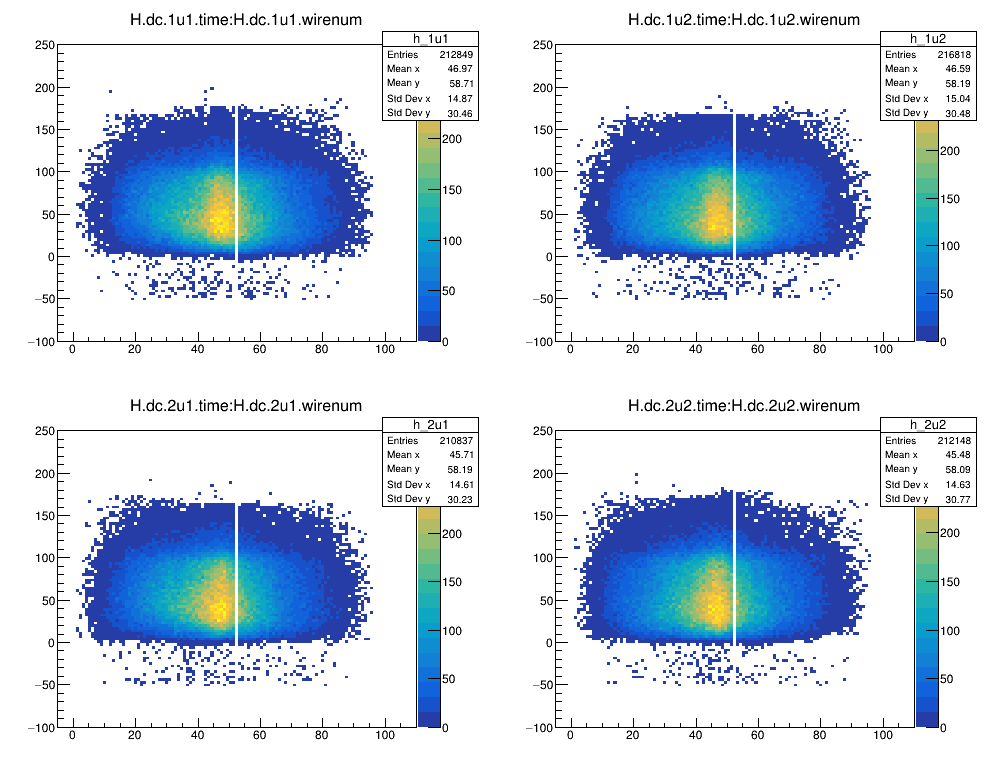 H.dc.1u1.time:H.dc.1u1.wirenum
h_1u1
Entries 212849
Mean x 46.97
Mean y 58.71
Std Dev x 14.87
Std Dev y 30.46
250
200
150
100
50
0
−50
−100
0 20 40 60 80 100
200
150
100
50
0
H.dc.1u2.time:H.dc.1u2.wirenum
h_1u2
Entries 216818
Mean x 46.59
Mean y 58.19
Std Dev x 15.04
Std Dev y 30.48
250
200
150
100
50
0
−50
−100
0 20 40 60 80 100
200
150
100
50
0
H.dc.2u1.time:H.dc.2u1.wirenum
h_2u1
Entries 210837
Mean x 45.71
Mean y 58.19
Std Dev x 14.61
Std Dev y 30.23
250
200
150
100
50
0
−50
−100
0 20 40 60 80 100
200
150
100
50
0
H.dc.2u2.time:H.dc.2u2.wirenum
h_2u2
Entries 212148
Mean x 45.48
Mean y 58.09
Std Dev x 14.63
Std Dev y 30.77
250
200
150
100
50
0
−50
−100
0 20 40 60 80 100
200
150
100
50
0